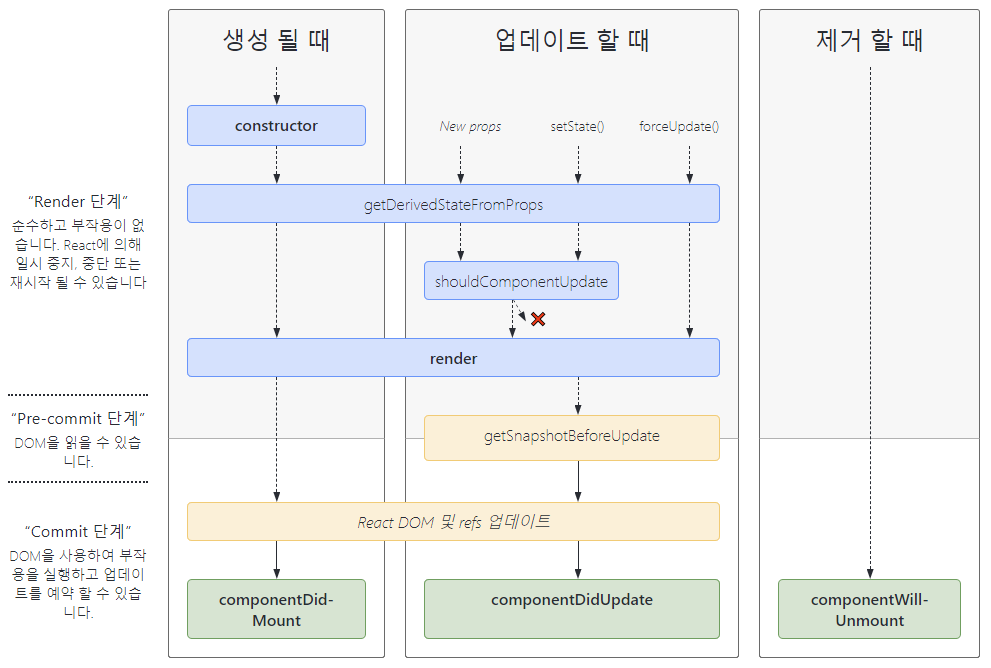 생성 될 때
업데이트 할 때
제거 할 때
constructor
New props
setState()
forceUpdate()
“Render 단계”
순수하고 부작용이 없
습니다. React에 의해
일시 중지, 중단 또는
재시작 될 수 있습니다
getDerivedStateFromProps
shouldComponentUpdate
render
“Pre-commit 단계”
DOM을 읽을 수 있습
니다.
getSnapshotBeforeUpdate
“Commit 단계”
DOM을 사용하여 부작
용을 실행하고 업데이
트를 예약 할 수 있습
니다.
React DOM 및 refs 업데이트
componentDid-
Mount
componentDidUpdate
componentWill-
Unmount